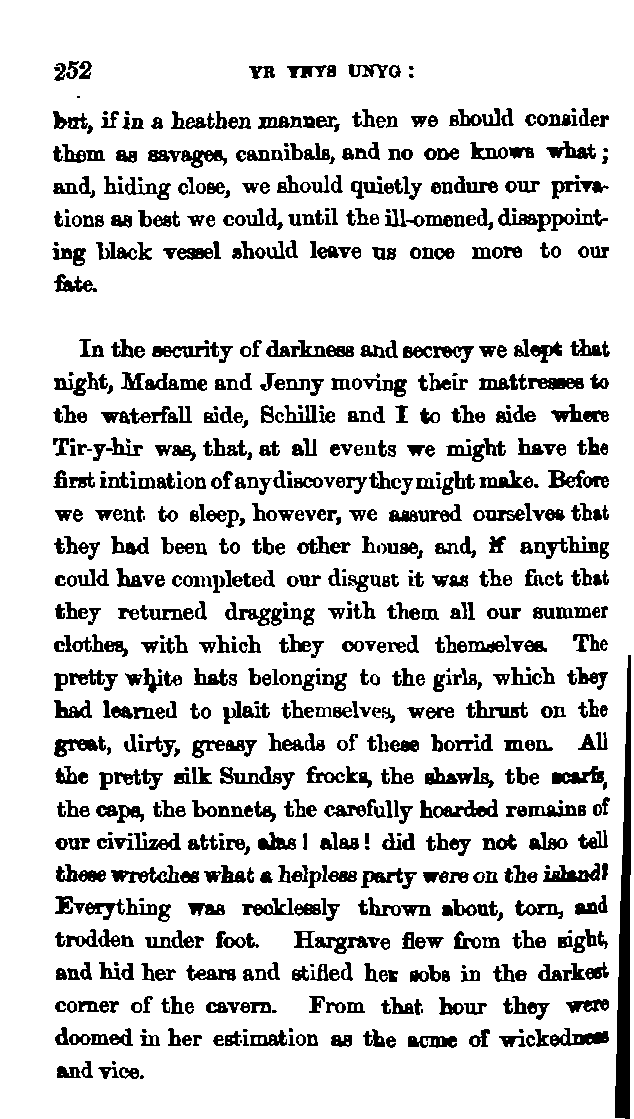 252 YR YNYS UNYG:
but, if in a heathen manner, then we should consider
them as savages, cannibals, and no one knows what;
and, hiding close, we should quietly endure our priva-
tions as best we could, until the ill-omened, disappoint-
ing black vessel should leave us once more to our
fate.
In the security of darkness and secrecy we slept that
night, Madame and Jenny moving their mattresses to
the waterfall side, Schillie and I to the side where
Tir-y-hir was, that, at all events we might have the
first intimation of any discovery they might make. Before
we went to sleep, however, we assured ourselves that
they had been to the other house, and, if anything
could have completed our disgust it was the fact that
they returned dragging with them all our summer
clothes, with which they covered themselves. The
pretty white hats belonging to the girls, which they
had learned to plait themselves, were thrust on the
great, dirty, greasy heads of these horrid men. All
the pretty silk Sunday frocks, the shawls, the scarfs,
the caps, the bonnets, the carefully hoarded remains of
our civilized attire, alas! alas! did they not also tell
these wretches what a helpless party were on the island?
Everything was recklessly thrown about, torn, and
trodden under foot. Hargrave flew from the sight,
and hid her tears and stifled her sobs in the darkest
corner of the cavern. From that hour they were
doomed in her estimation as the acme of wickedness
and vice.